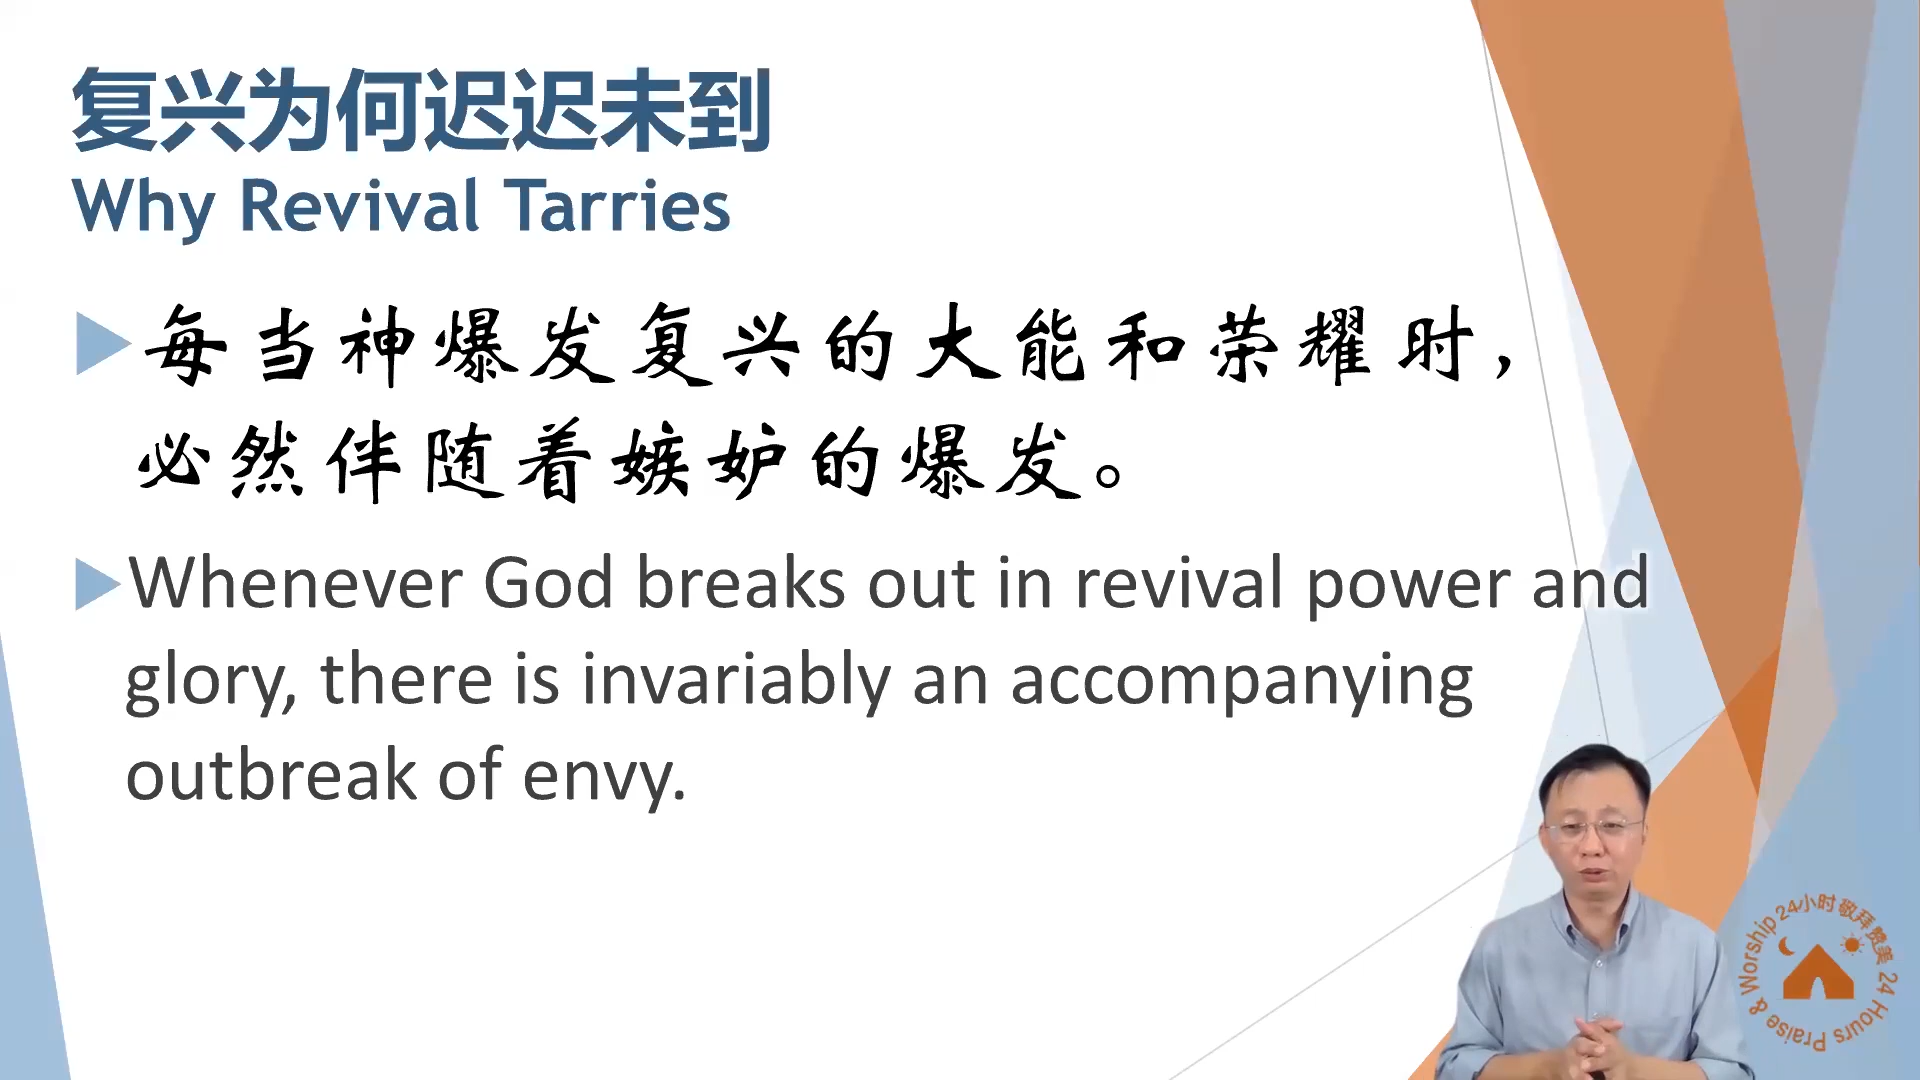 复兴为何迟迟未到
Why Revival Tarries
每当神爆发复兴的大能和荣耀时，
必然伴随着嫉妒的爆发。
Whenever God breaks out in revival power and
glory, there is invariably an accompanying
outbreak of envy.
24小时敬拜赞美 24 Hours Praise & Worship